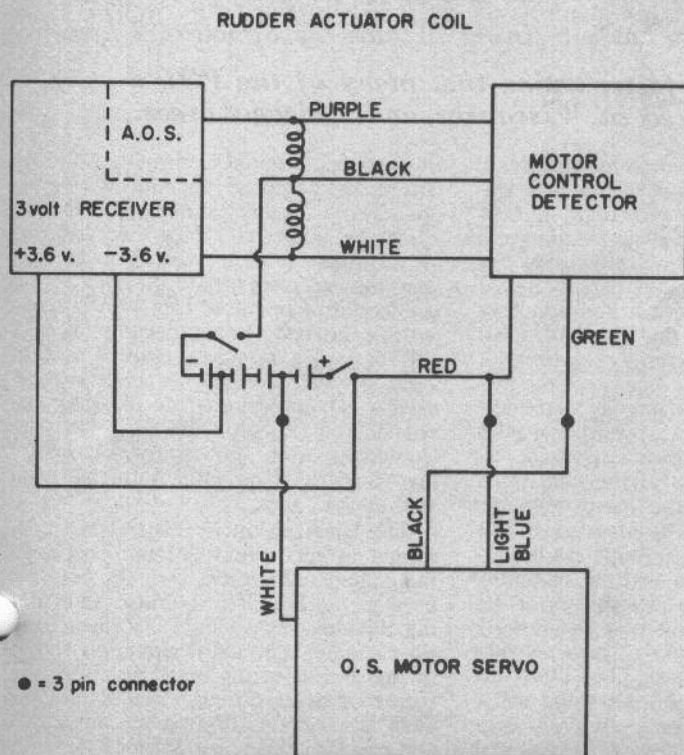 RUDDER ACTUATOR COIL
PURPLE
A.O.S.
BLACK
MOTOR
CONTROL
DETECTOR
3 volt RECEIVER
+3.6 v. −3.6 v.
WHITE
GREEN
- +
RED
BLACK
LIGHT
BLUE
WHITE
O.S. MOTOR SERVO
● = 3 pin connector